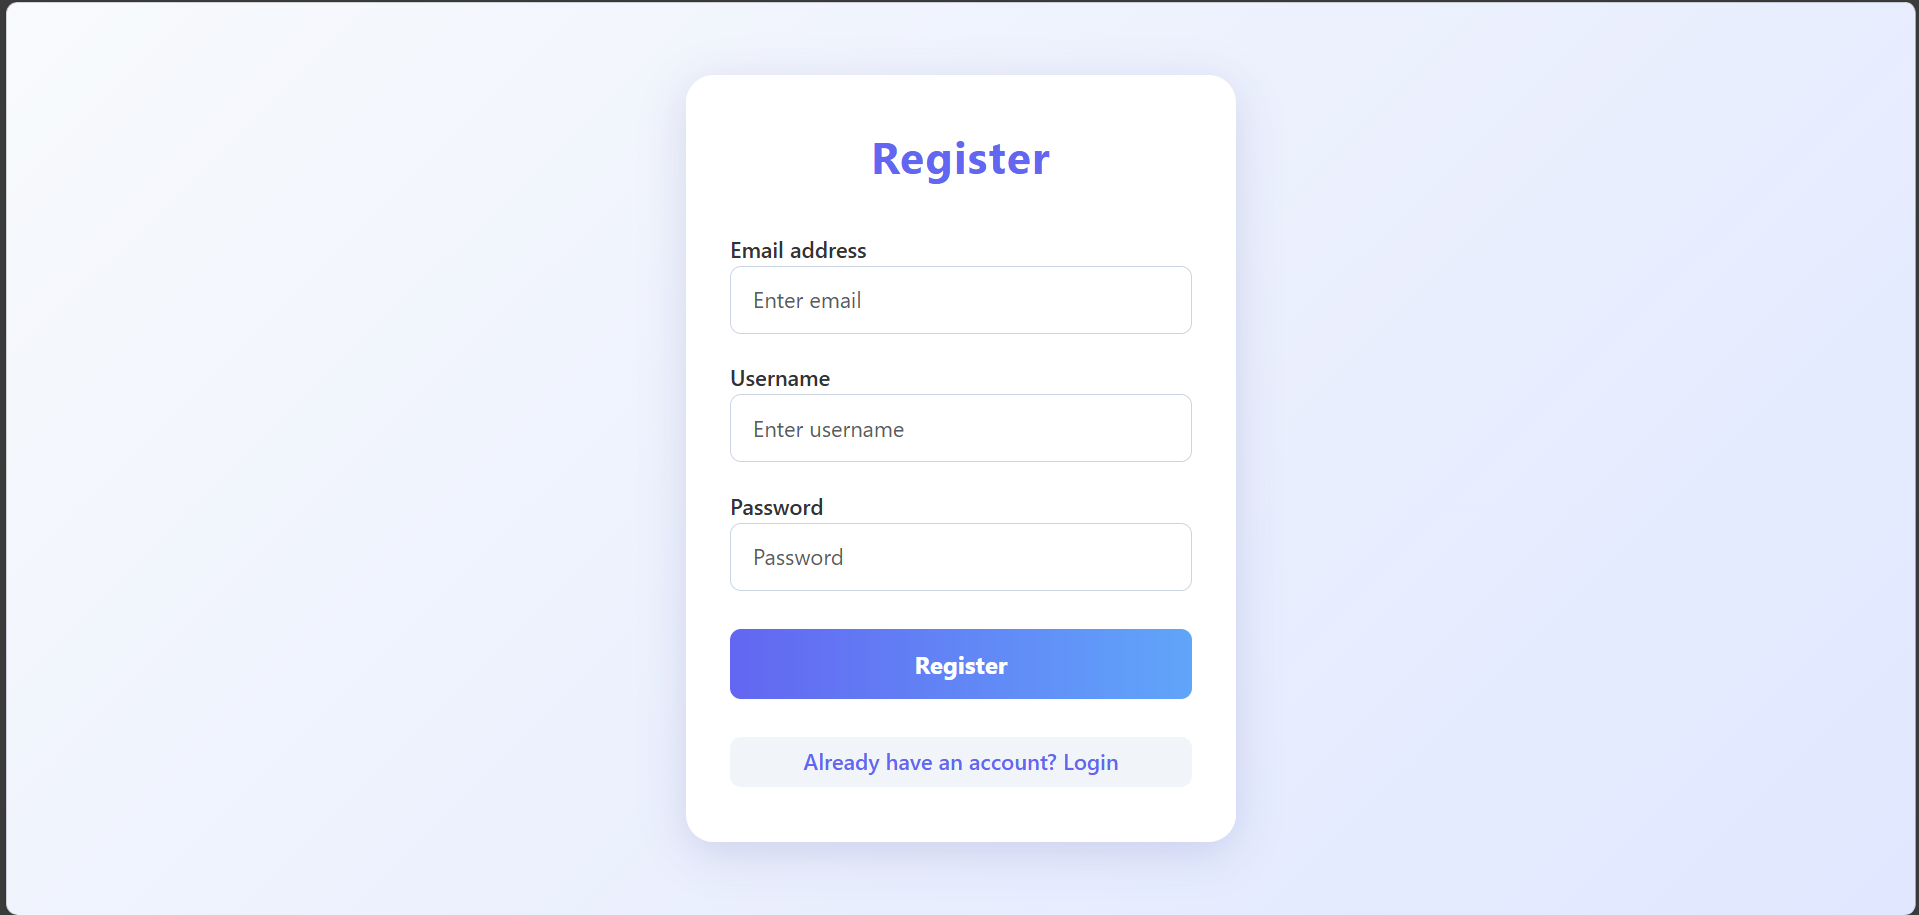 Register
Email address
Enter email
Username
Enter username
Password
Password
Register
Already have an account? Login